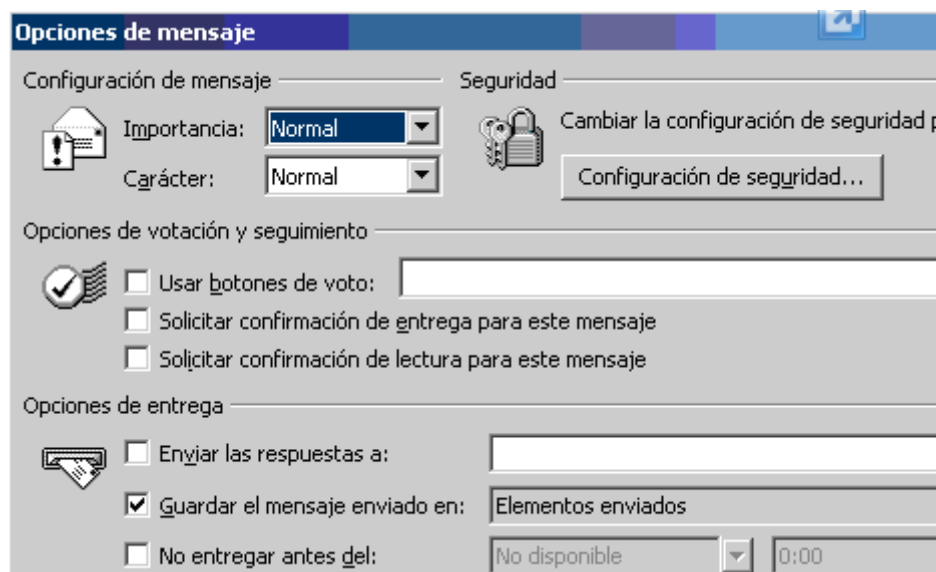 Opciones de mensaje
Configuración de mensaje Seguridad
Importancia: Normal Cambiar la configuración de seguridad p
Carácter: Normal Configuración de seguridad...
Opciones de votación y seguimiento
Usar botones de voto:
Solicitar confirmación de entrega para este mensaje
Solicitar confirmación de lectura para este mensaje
Opciones de entrega
Enviar las respuestas a:
Guardar el mensaje enviado en: Elementos enviados
No entregar antes del: No disponible 0:00